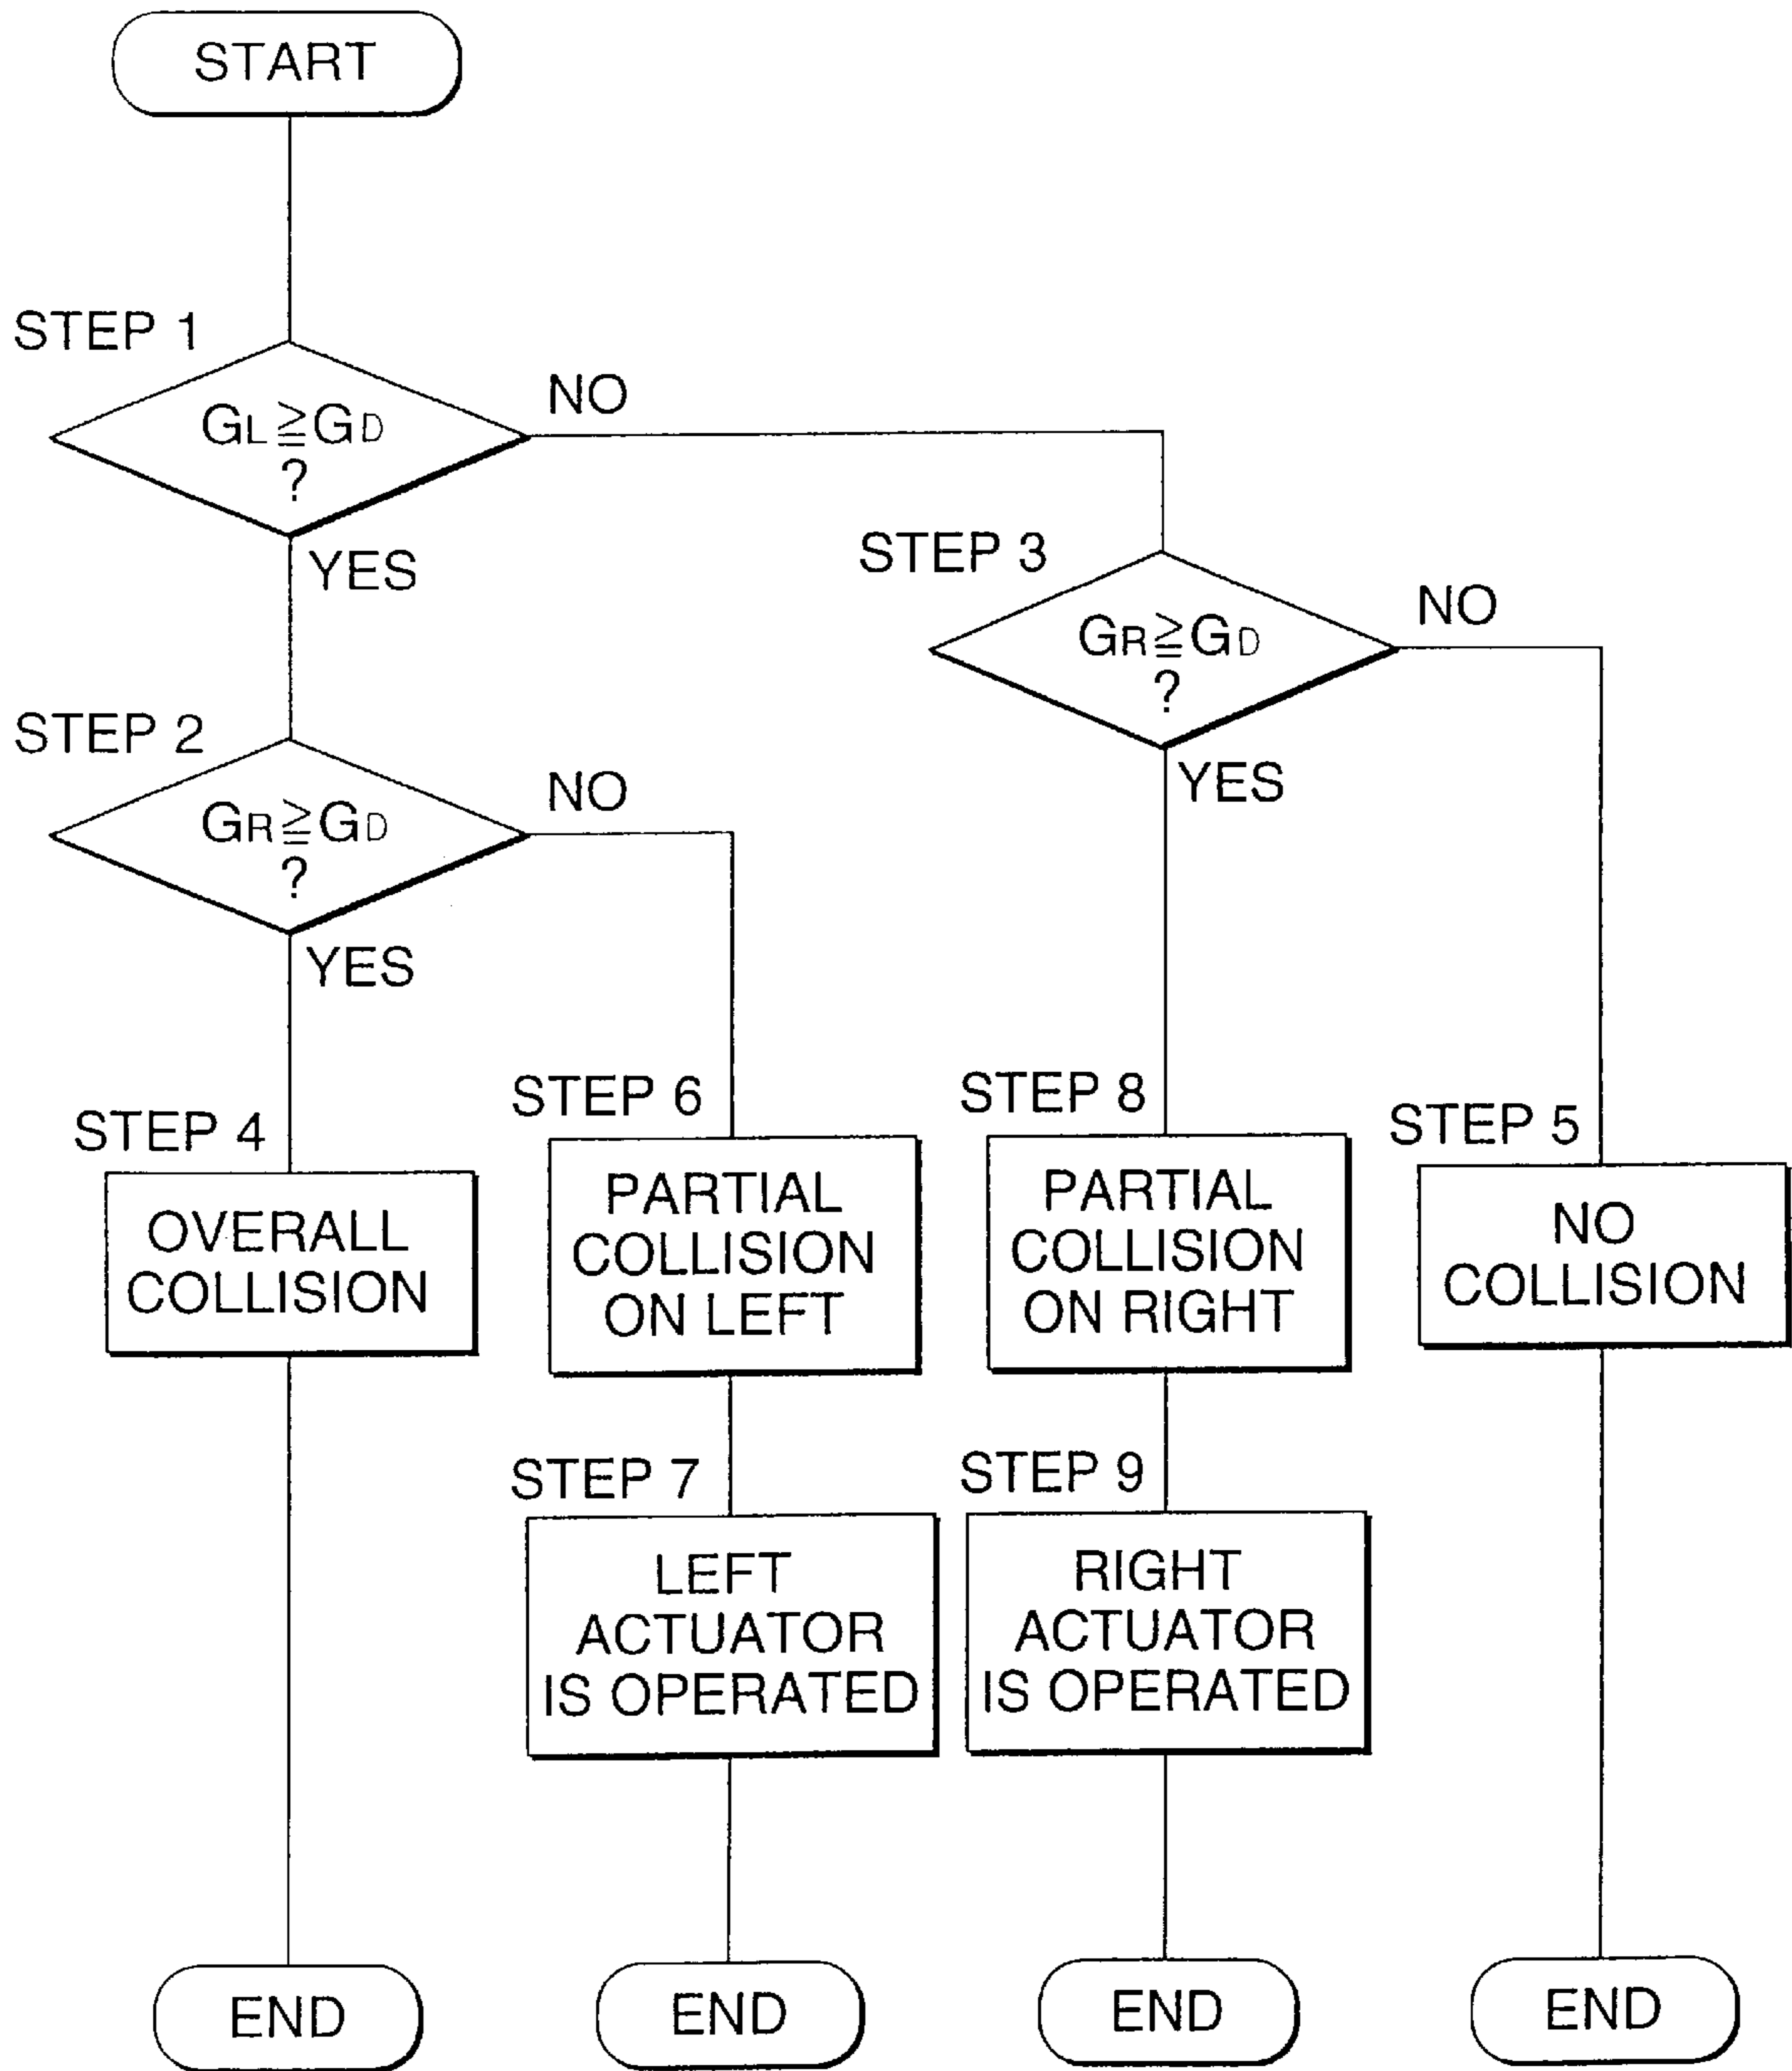 START
STEP 1
GL≧GD
?
NO
YES
STEP 3
GR≧GD
?
NO
YES
STEP 2
GR≧GD
?
NO
YES
STEP 4
OVERALL
COLLISION
STEP 6
PARTIAL
COLLISION
ON LEFT
STEP 8
PARTIAL
COLLISION
ON RIGHT
STEP 5
NO
COLLISION
STEP 7
LEFT
ACTUATOR
IS OPERATED
STEP 9
RIGHT
ACTUATOR
IS OPERATED
END
END
END
END